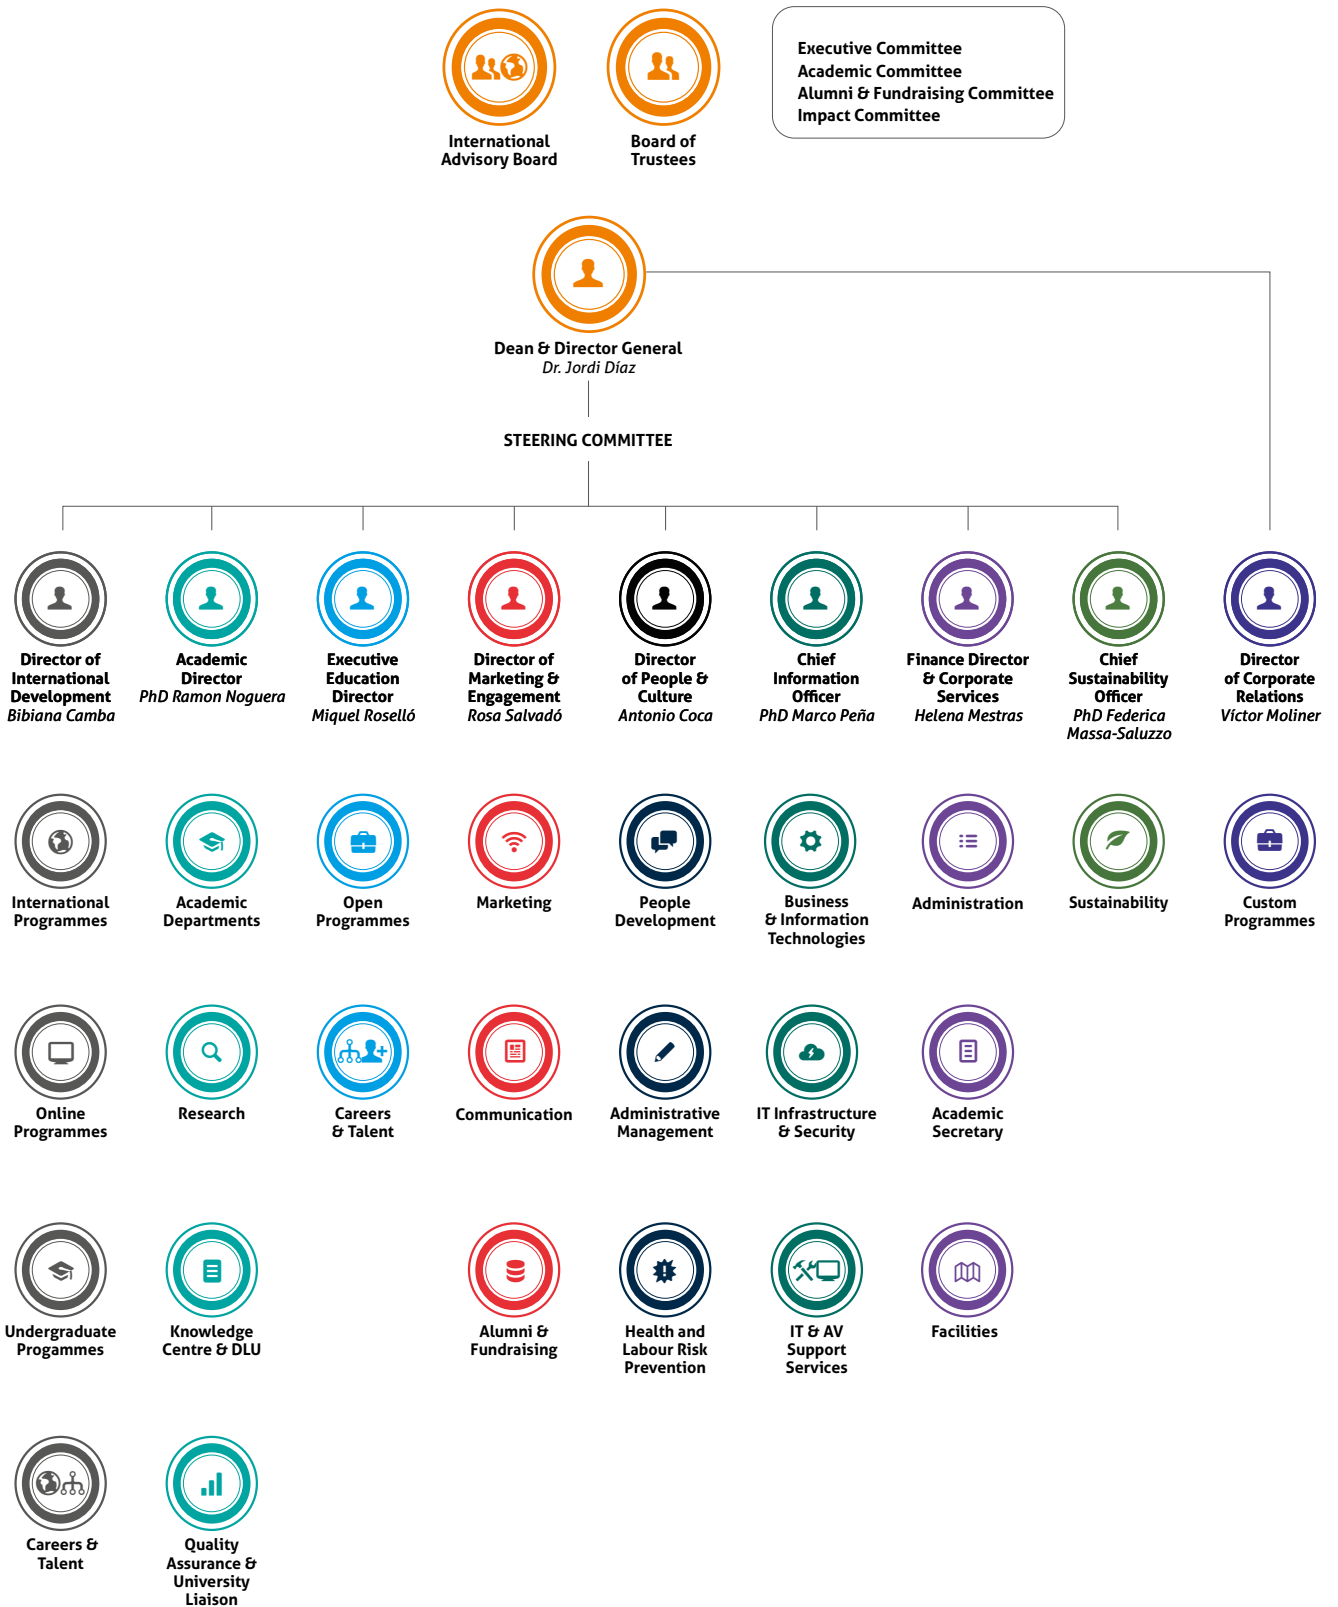 International
Advisory Board
Board of
Trustees
Executive Committee
Academic Committee
Alumni & Fundraising Committee
Impact Committee
Dean & Director General
Dr. Jordi Díaz
STEERING COMMITTEE
Director of
International
Development
Bibiana Camba
Academic
Director
PhD Ramon Noguera
Executive
Education
Director
Miquel Roselló
Director of
Marketing &
Engagement
Rosa Salvadó
Director
of People &
Culture
Antonio Coca
Chief
Information
Officer
PhD Marco Peña
Finance Director
& Corporate
Services
Helena Mestras
Chief
Sustainability
Officer
PhD Federica
Massa-Saluzzo
Director
of Corporate
Relations
Víctor Moliner
International
Programmes
Academic
Departments
Open
Programmes
Marketing
People
Development
Business
& Information
Technologies
Administration
Sustainability
Custom
Programmes
Online
Programmes
Research
Careers
& Talent
Communication
Administrative
Management
IT Infrastructure
& Security
Academic
Secretary
Undergraduate
Progammes
Knowledge
Centre & DLU
Alumni &
Fundraising
Health and
Labour Risk
Prevention
IT & AV
Support
Services
Facilities
Careers &
Talent
Quality
Assurance &
University
Liaison